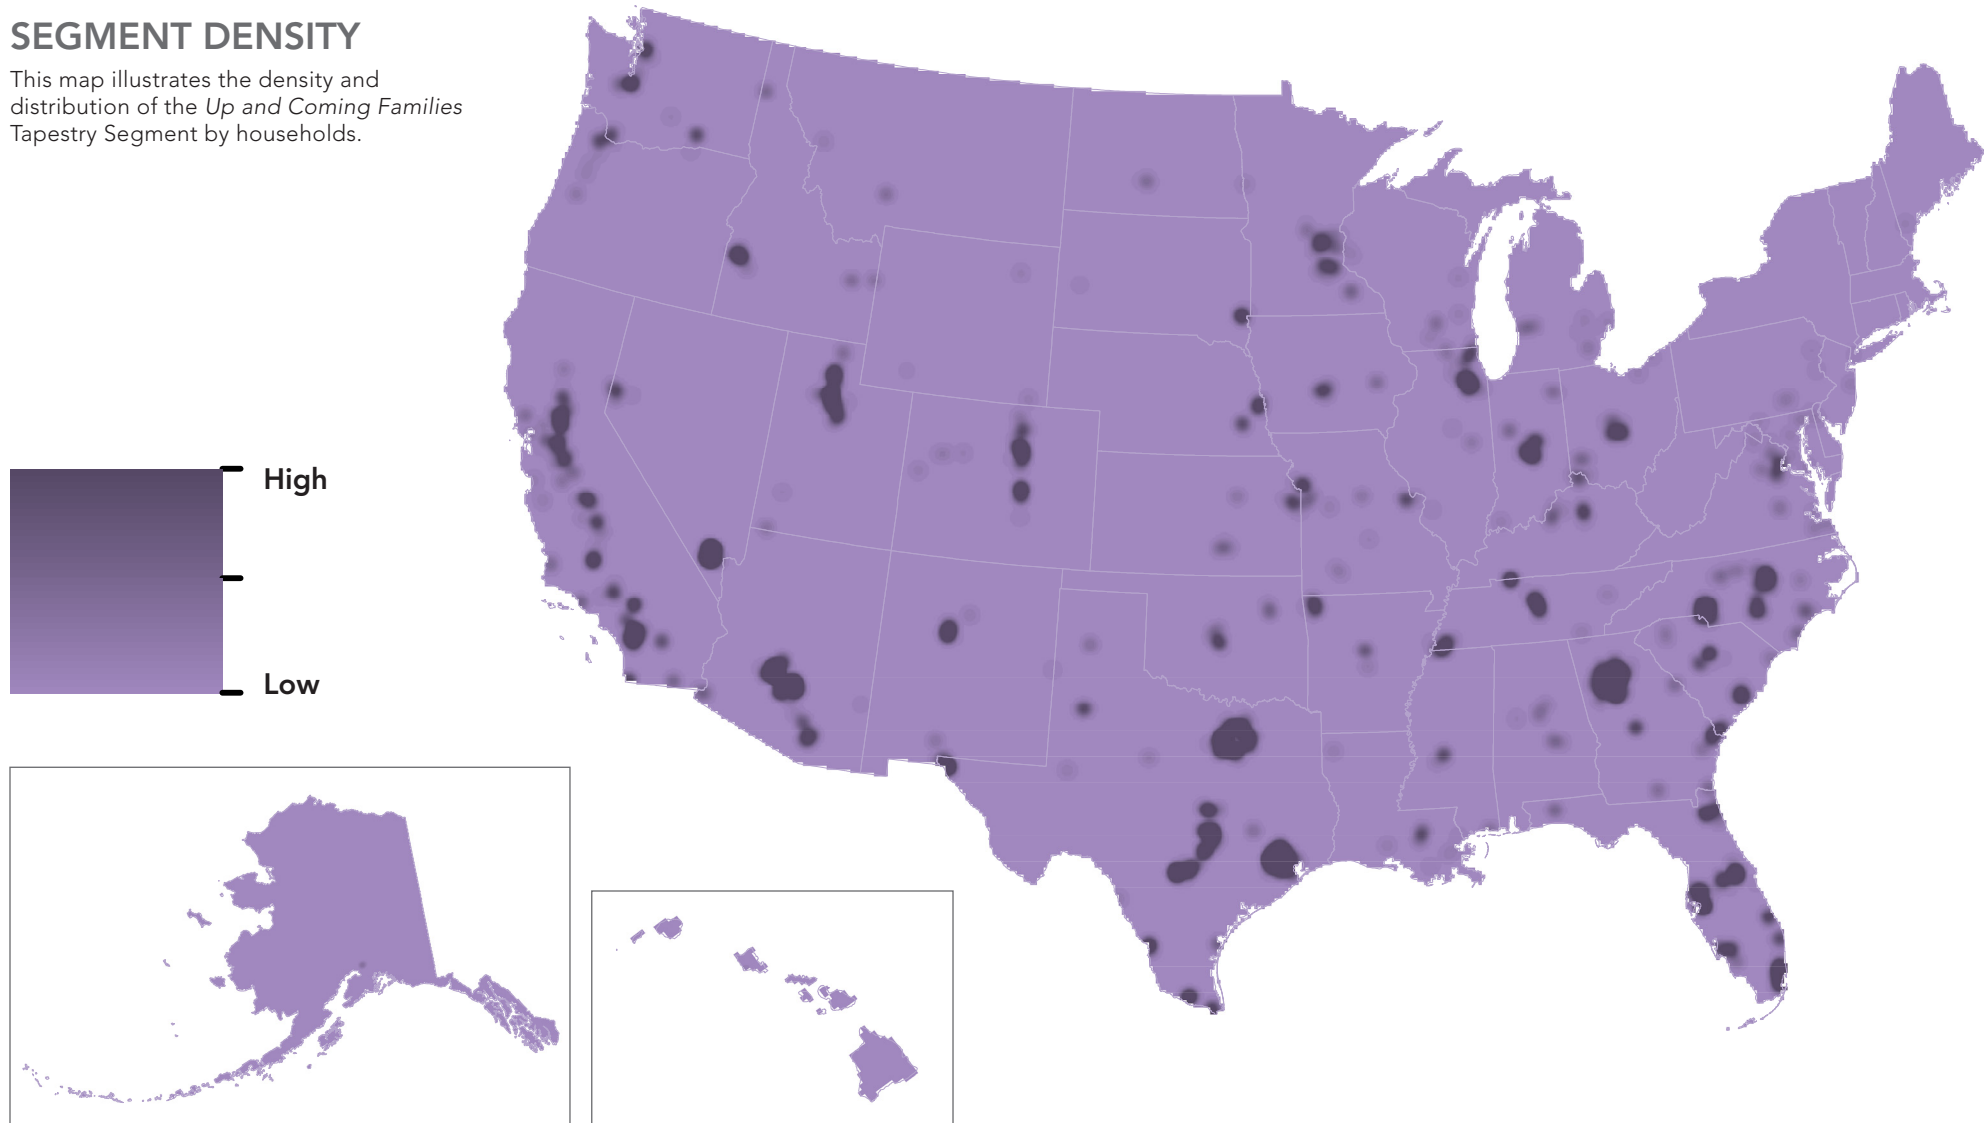 SEGMENT DENSITY
This map illustrates the density and
distribution of the Up and Coming Families
Tapestry Segment by households.
High
Low